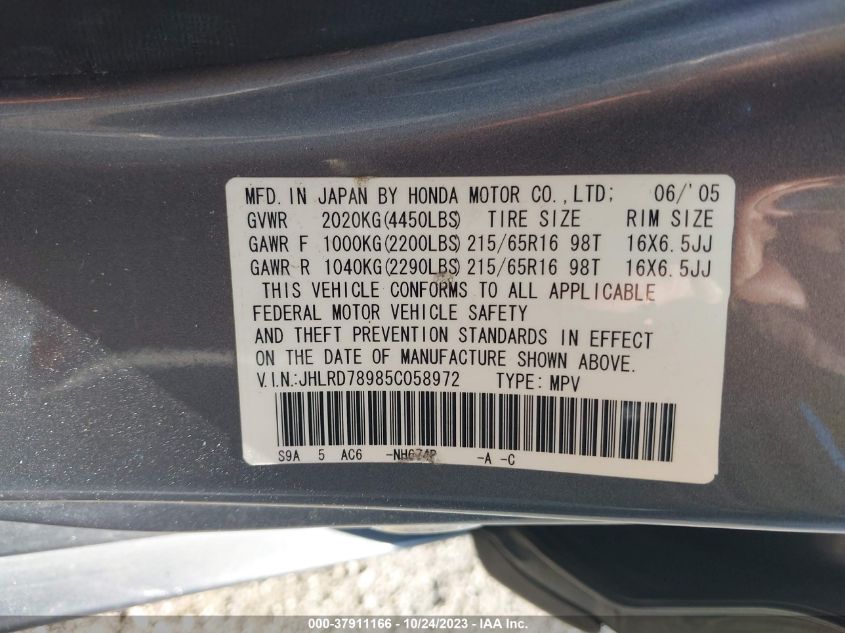 MFD. IN JAPAN BY HONDA MOTOR CO.,LTD; 06/'05
GVWR 2020KG(4450LBS) TIRE SIZE RIM SIZE
GAWR F 1000KG(2200LBS) 215/65R16 98T 16X6.5JJ
GAWR R 1040KG(2290LBS) 215/65R16 98T 16X6.5JJ
THIS VEHICLE CONFORMS TO ALL APPLICABLE
FEDERAL MOTOR VEHICLE SAFETY
AND THEFT PREVENTION STANDARDS IN EFFECT
ON THE DATE OF MANUFACTURE SHOWN ABOVE.
V.I.N.:JHLRD78985C058972 TYPE: MPV
S9A 5 AC6 -NH674P -A -C
000-37911166 - 10/24/2023 - IAA Inc.